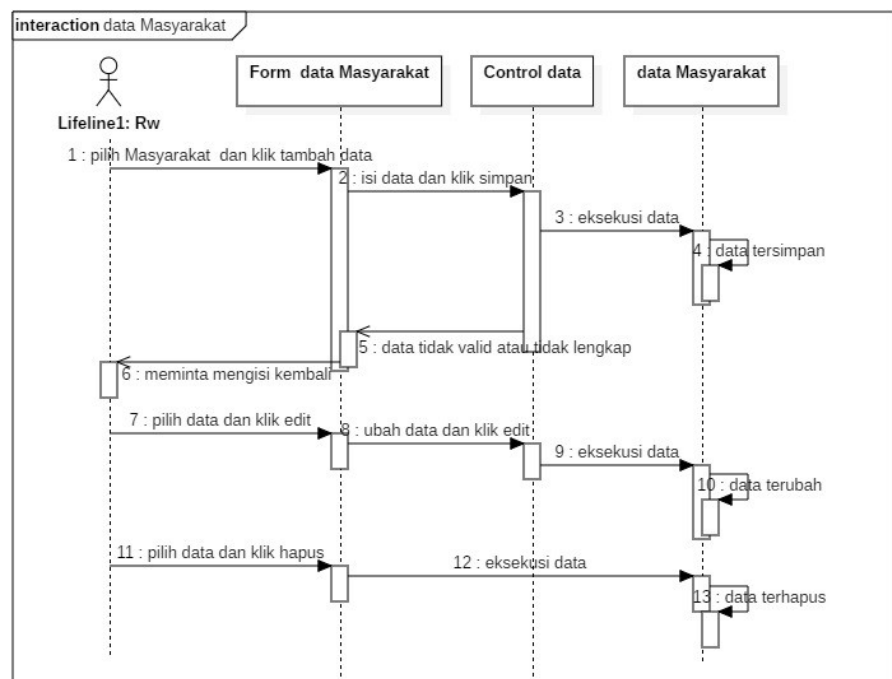 interaction data Masyarakat
Form data Masyarakat
Control data
data Masyarakat
Lifeline1: Rw
1 : pilih Masyarakat dan klik tambah data
2 : isi data dan klik simpan
3 : eksekusi data
4 : data tersimpan
5 : data tidak valid atau tidak lengkap
6 : meminta mengisi kembali
7 : pilih data dan klik edit
8 : ubah data dan klik edit
9 : eksekusi data
10 : data terubah
11 : pilih data dan klik hapus
12 : eksekusi data
13 : data terhapus